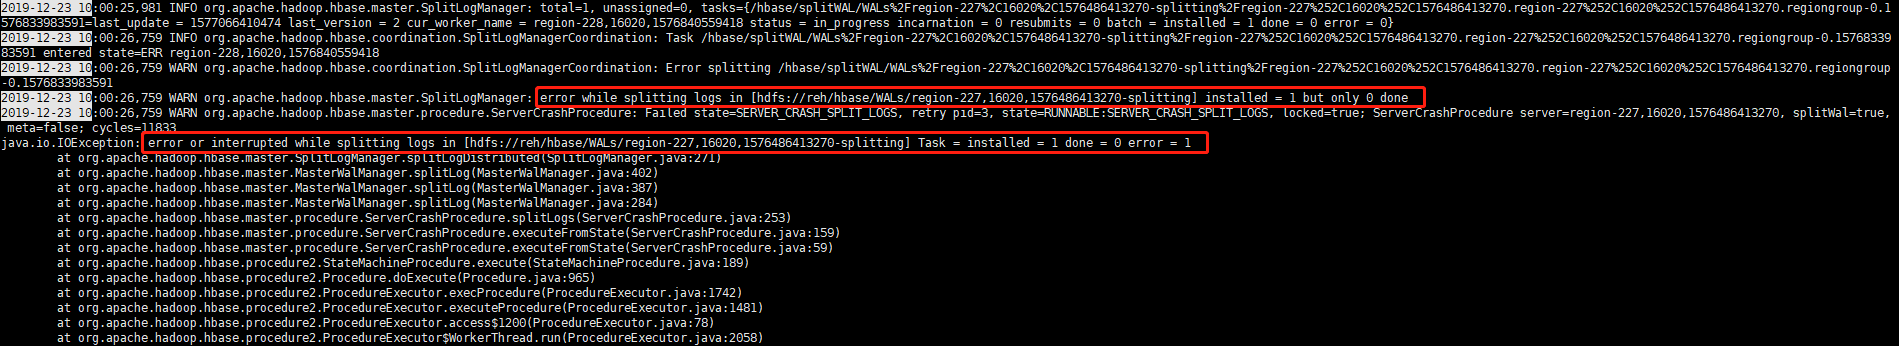 2019-12-23 10:00:25,981 INFO org.apache.hadoop.hbase.master.SplitLogManager: total=1, unassigned=0, tasks={/hbase/splitWAL/WALs%2Fregion-227%2C16020%2C1576486413270-splitting%2Fregion-227%252C16020%252C1576486413270.region-227%252C16020%252C1576486413270.regiongroup-0.1
576833983591=last_update = 1577066410474 last_version = 2 cur_worker_name = region-228,16020,1576840559418 status = in_progress incarnation = 0 resubmits = 0 batch = installed = 1 done = 0 error = 0}
2019-12-23 10:00:26,759 INFO org.apache.hadoop.hbase.coordination.SplitLogManagerCoordination: Task /hbase/splitWAL/WALs%2Fregion-227%2C16020%2C1576486413270-splitting%2Fregion-227%252C16020%252C1576486413270.regiongroup-0.15768339
83591 entered state=ERR region-228,16020,1576840559418
2019-12-23 10:00:26,759 WARN org.apache.hadoop.hbase.coordination.SplitLogManagerCoordination: Error splitting /hbase/splitWAL/WALs%2Fregion-227%2C16020%2C1576486413270-splitting%2Fregion-227%252C16020%252C1576486413270.regiongroup
-0.1576833983591
2019-12-23 10:00:26,759 WARN org.apache.hadoop.hbase.master.SplitLogManager: error while splitting logs in [hdfs://reh/hbase/WALs/region-227,16020,1576486413270-splitting] installed = 1 but only 0 done
2019-12-23 10:00:26,759 WARN org.apache.hadoop.hbase.master.procedure.ServerCrashProcedure: Failed state=SERVER_CRASH_SPLIT_LOGS, retry pid=3, state=RUNNABLE:SERVER_CRASH_SPLIT_LOGS, locked=true; ServerCrashProcedure server=region-227,16020,1576486413270, splitWal=true,
meta=false; cycles=11833
java.io.IOException: error or interrupted while splitting logs in [hdfs://reh/hbase/WALs/region-227,16020,1576486413270-splitting] Task = installed = 1 done = 0 error = 1
at org.apache.hadoop.hbase.master.SplitLogManager.splitLogDistributed(SplitLogManager.java:271)
at org.apache.hadoop.hbase.master.MasterWalManager.splitLog(MasterWalManager.java:402)
at org.apache.hadoop.hbase.master.MasterWalManager.splitLog(MasterWalManager.java:387)
at org.apache.hadoop.hbase.master.MasterWalManager.splitLog(MasterWalManager.java:284)
at org.apache.hadoop.hbase.master.procedure.ServerCrashProcedure.splitLogs(ServerCrashProcedure.java:253)
at org.apache.hadoop.hbase.master.procedure.ServerCrashProcedure.executeFromState(ServerCrashProcedure.java:159)
at org.apache.hadoop.hbase.master.procedure.ServerCrashProcedure.executeFromState(ServerCrashProcedure.java:59)
at org.apache.hadoop.hbase.procedure2.StateMachineProcedure.execute(StateMachineProcedure.java:189)
at org.apache.hadoop.hbase.procedure2.Procedure.doExecute(Procedure.java:965)
at org.apache.hadoop.hbase.procedure2.ProcedureExecutor.execProcedure(ProcedureExecutor.java:1742)
at org.apache.hadoop.hbase.procedure2.ProcedureExecutor.executeProcedure(ProcedureExecutor.java:1481)
at org.apache.hadoop.hbase.procedure2.ProcedureExecutor.access$1200(ProcedureExecutor.java:78)
at org.apache.hadoop.hbase.procedure2.ProcedureExecutor$WorkerThread.run(ProcedureExecutor.java:2058)